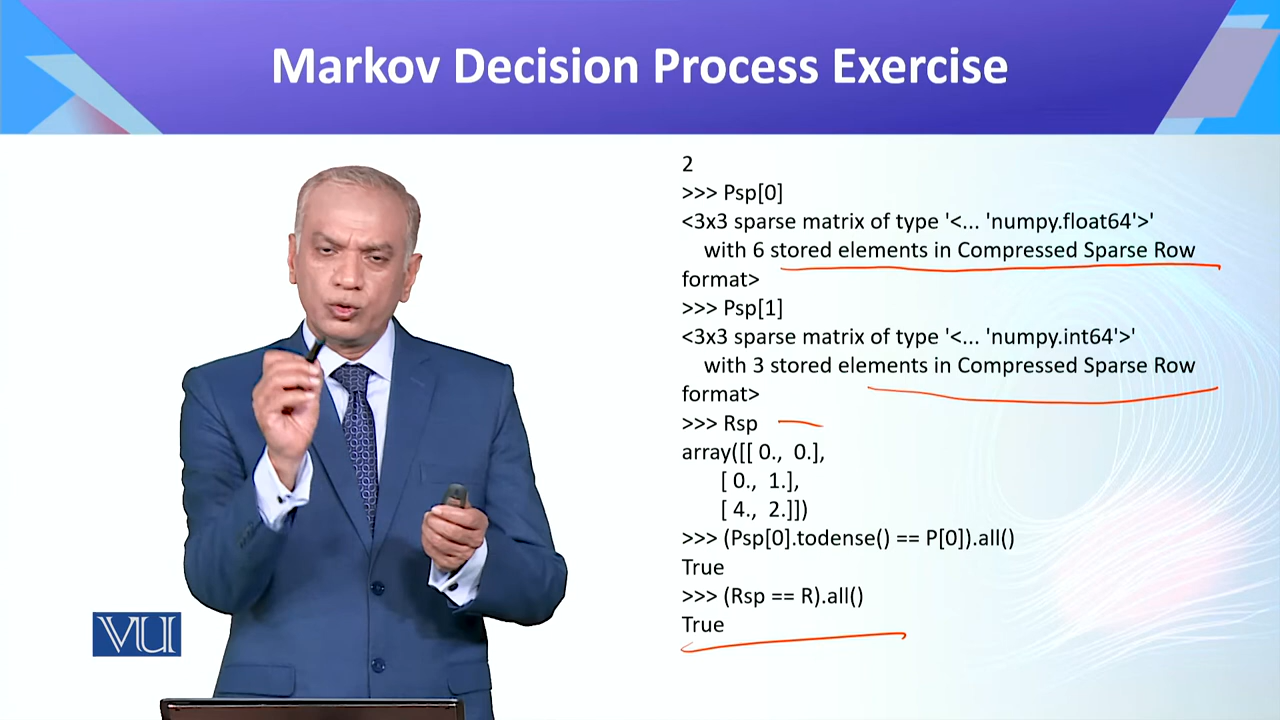 Markov Decision Process Exercise
2
>>> Psp[0]
<3x3 sparse matrix of type '<... 'numpy.float64'>'
with 6 stored elements in Compressed Sparse Row
format>
>>> Psp[1]
<3x3 sparse matrix of type '<... 'numpy.int64'>'
with 3 stored elements in Compressed Sparse Row
format>
>>> Rsp
array([[ 0., 0.],
[ 0., 1.],
[ 4., 2.]])
>>> (Psp[0].todense() == P[0]).all()
True
>>> (Rsp == R).all()
True
VU